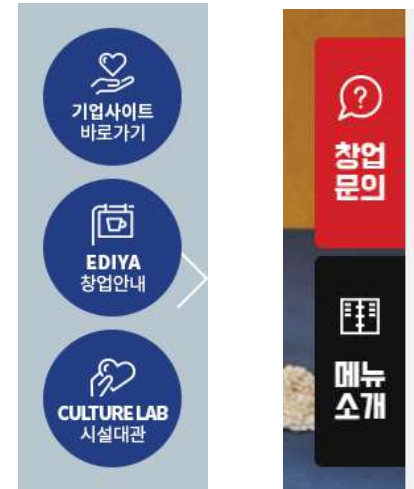 기업사이트
바로가기
EDIYA
창업안내
CULTURE LAB
시설대관
?
창업
문의
메뉴
소개